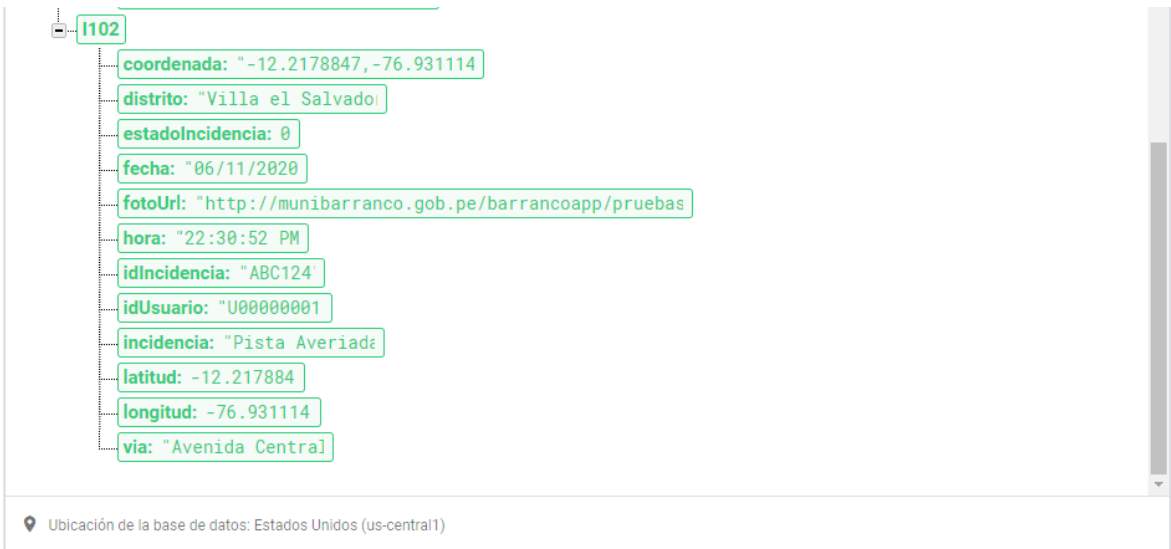 I102
coordenada: "-12.2178847,-76.931114
distrito: "Villa el Salvador
estadoIncidencia: 0
fecha: "06/11/2020
fotoUrl: "http://munibarranco.gob.pe/barrancoapp/pruebas
hora: "22:30:52 PM
idIncidencia: "ABC124"
idUsuario: "U00000001
incidencia: "Pista Averiada
latitud: -12.217884
longitud: -76.931114
via: "Avenida Central
Ubicación de la base de datos: Estados Unidos (us-central1)